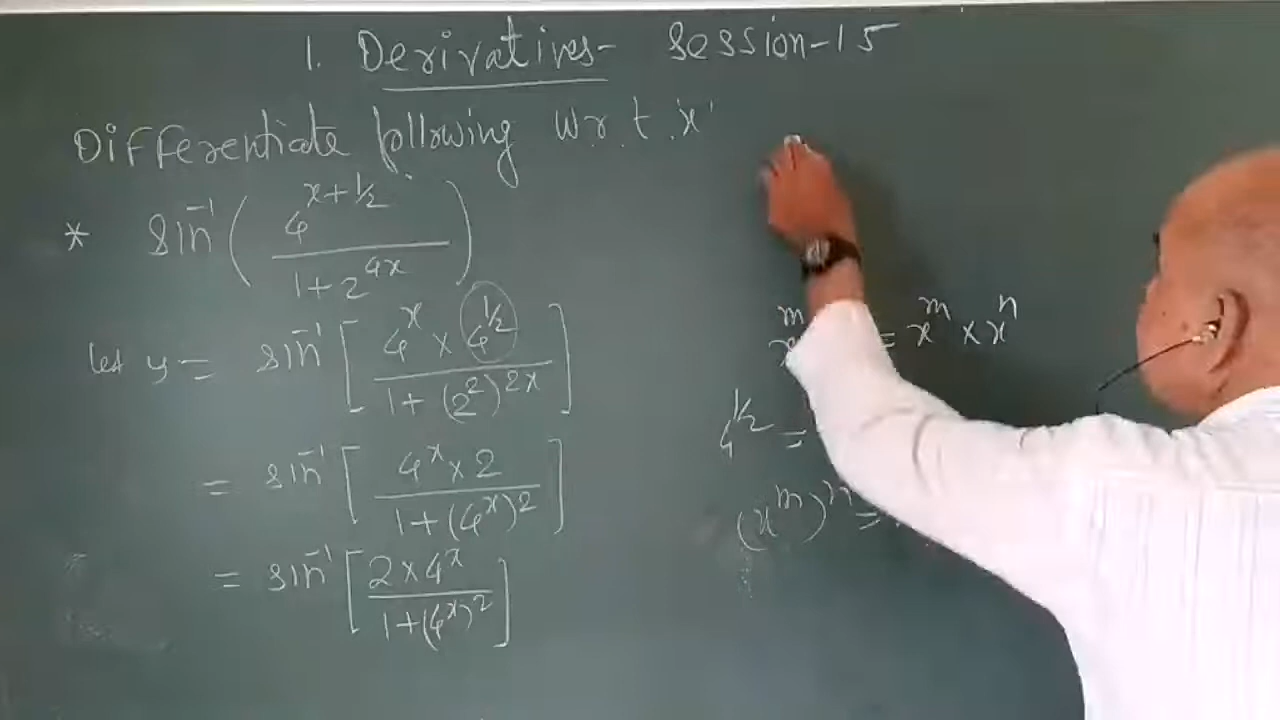 1. Derivatives- Session-15
Differentiate following w.r.t. 'x'
* sin⁻¹(4^(x+1/2) / 1+2^(4x))
let y = sin⁻¹[4^x × 4^(1/2) / 1+(2²)^(2x)]
= sin⁻¹[4^x × 2 / 1+(4^x)²]
= sin⁻¹[2×4^x / 1+(4^x)²]
x^m = x^m × x^n
4^(1/2) =
(x^m)^n =